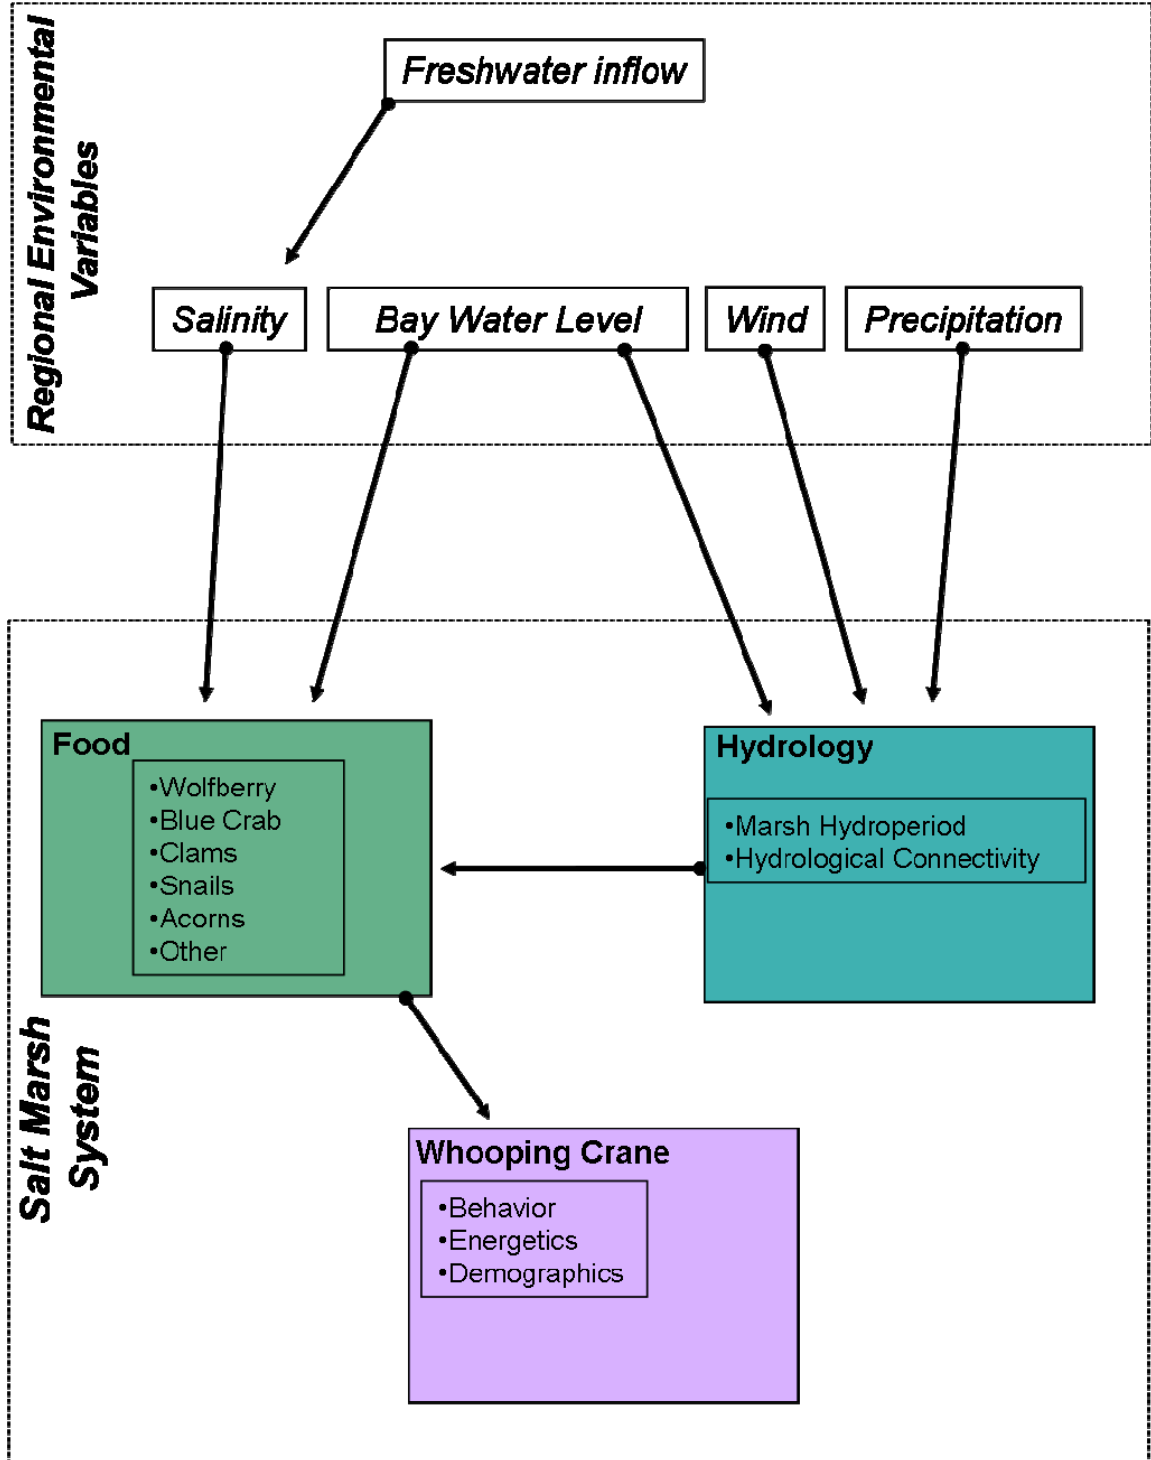 Regional Environmental
Variables
Freshwater inflow
Salinity
Bay Water Level
Wind
Precipitation
Food
•Wolfberry
•Blue Crab
•Clams
•Snails
•Acorns
•Other
Hydrology
•Marsh Hydroperiod
•Hydrological Connectivity
Salt Marsh
System
Whooping Crane
•Behavior
•Energetics
•Demographics